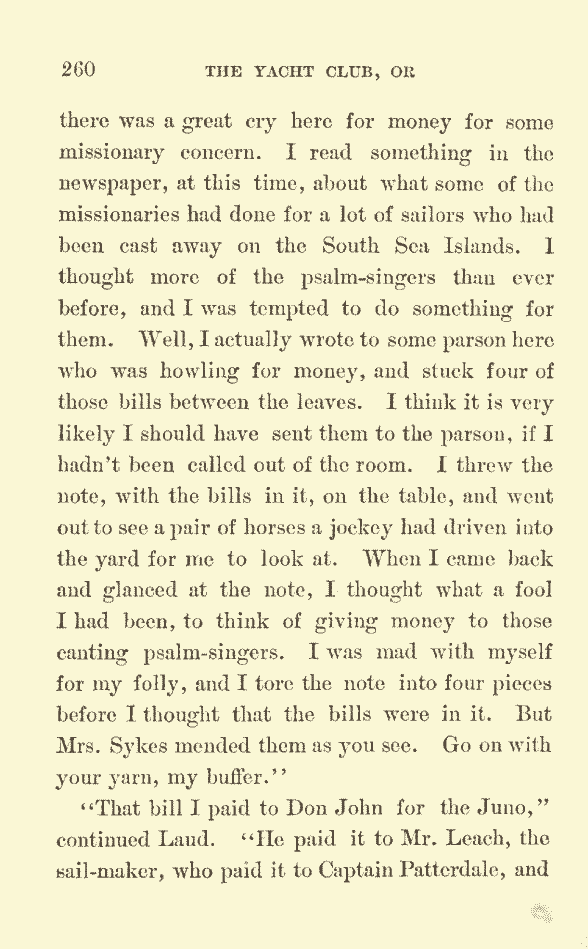 260 THE YACHT CLUB, OR
there was a great cry here for money for some
missionary concern. I read something in the
newspaper, at this time, about what some of the
missionaries had done for a lot of sailors who had
been cast away on the South Sea Islands. I
thought more of the psalm-singers than ever
before, and I was tempted to do something for
them. Well, I actually wrote to some parson here
who was howling for money, and stuck four of
those bills between the leaves. I think it is very
likely I should have sent them to the parson, if I
hadn't been called out of the room. I threw the
note, with the bills in it, on the table, and went
out to see a pair of horses a jockey had driven into
the yard for me to look at. When I came back
and glanced at the note, I thought what a fool
I had been, to think of giving money to those
canting psalm-singers. I was mad with myself
for my folly, and I tore the note into four pieces
before I thought that the bills were in it. But
Mrs. Sykes mended them as you see. Go on with
your yarn, my buffer."
"That bill I paid to Don John for the Juno,"
continued Laud. "He paid it to Mr. Leach, the
sail-maker, who paid it to Captain Patterdale, and